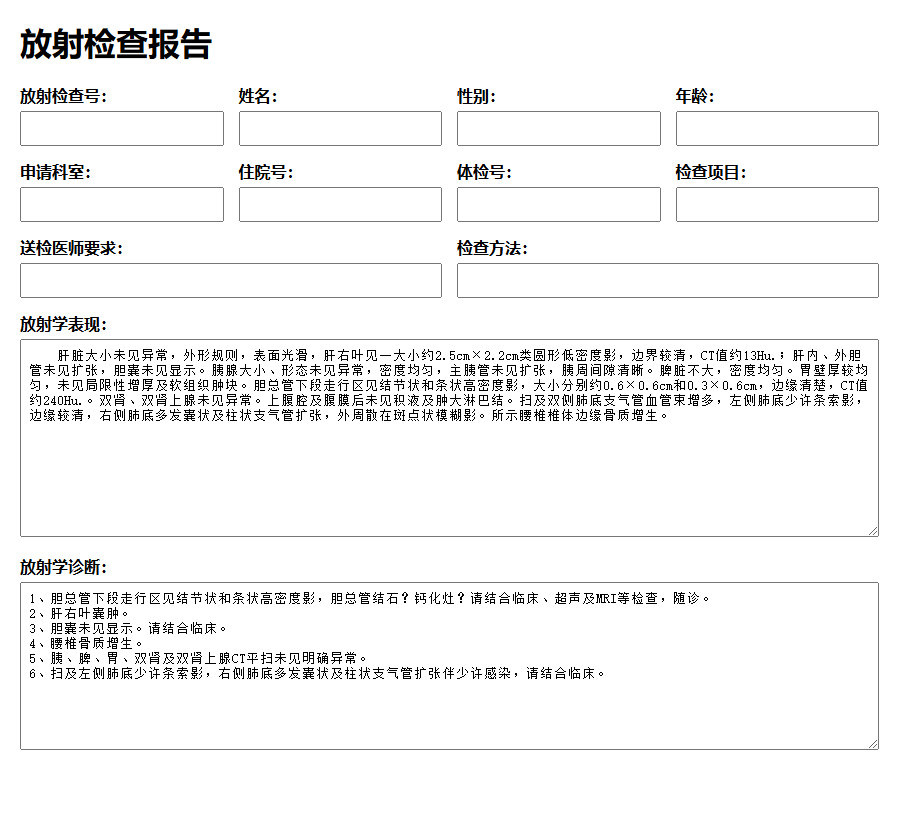 放射检查报告
放射检查号： 姓名： 性别： 年龄：
申请科室： 住院号： 体检号： 检查项目：
送检医师要求： 检查方法：
放射学表现：
肝脏大小未见异常，外形规则，表面光滑，肝右叶见一大小约2.5cm×2.2cm类圆形低密度影，边界较清，CT值约13Hu.；肝内、外胆
管未见扩张，胆囊未见显示。胰腺大小、形态未见异常，密度均匀，主胰管未见扩张，胰周间隙清晰。脾脏不大，密度均匀。胃壁厚较均
匀，未见局限性增厚及软组织肿块。胆总管下段走行区见结节状和条状高密度影，大小分别约0.6×0.6cm和0.3×0.6cm，边缘清楚，CT值
约240Hu.。双肾、双肾上腺未见异常。上腹腔及腹膜后未见积液及肿大淋巴结。扫及双侧肺底支气管血管束增多，左侧肺底少许条索影，
边缘较清，右侧肺底多发囊状及柱状支气管扩张，外周散在斑点状模糊影。所示腰椎椎体边缘骨质增生。
放射学诊断：
1、胆总管下段走行区见结节状和条状高密度影，胆总管结石？钙化灶？请结合临床、超声及MRI等检查，随诊。
2、肝右叶囊肿。
3、胆囊未见显示。请结合临床。
4、腰椎骨质增生。
5、胰、脾、胃、双肾及双肾上腺CT平扫未见明确异常。
6、扫及左侧肺底少许条索影，右侧肺底多发囊状及柱状支气管扩张伴少许感染，请结合临床。